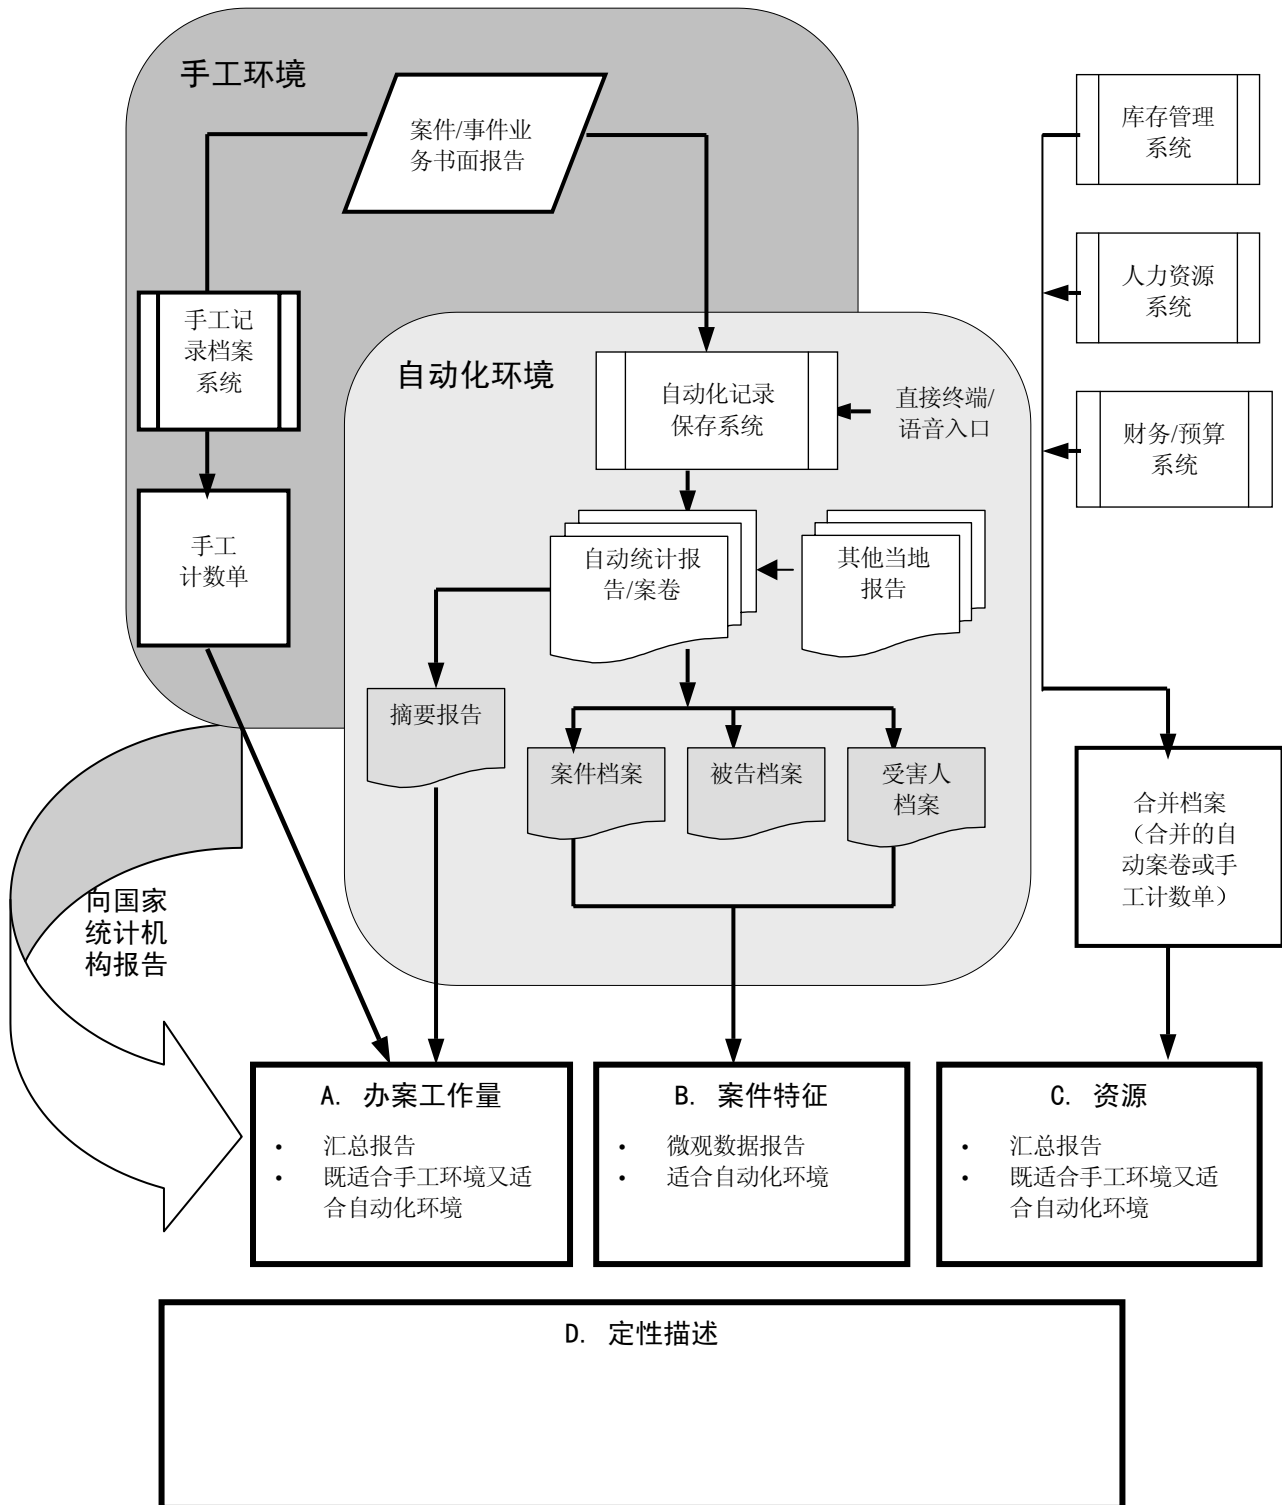 手工环境
案件/事件业
务书面报告
库存管理
系统
人力资源
系统
财务/预算
系统
手工记
录档案
系统
手工
计数单
自动化环境
自动化记录
保存系统
直接终端/
语音入口
自动统计报
告/案卷
其他当地
报告
摘要报告
案件档案
被告档案
受害人
档案
合并档案
（合并的自
动案卷或手
工计数单）
向国家
统计机
构报告
A. 办案工作量
• 汇总报告
• 既适合手工环境又适
合自动化环境
B. 案件特征
• 微观数据报告
• 适合自动化环境
C. 资源
• 汇总报告
• 既适合手工环境又适
合自动化环境
D. 定性描述